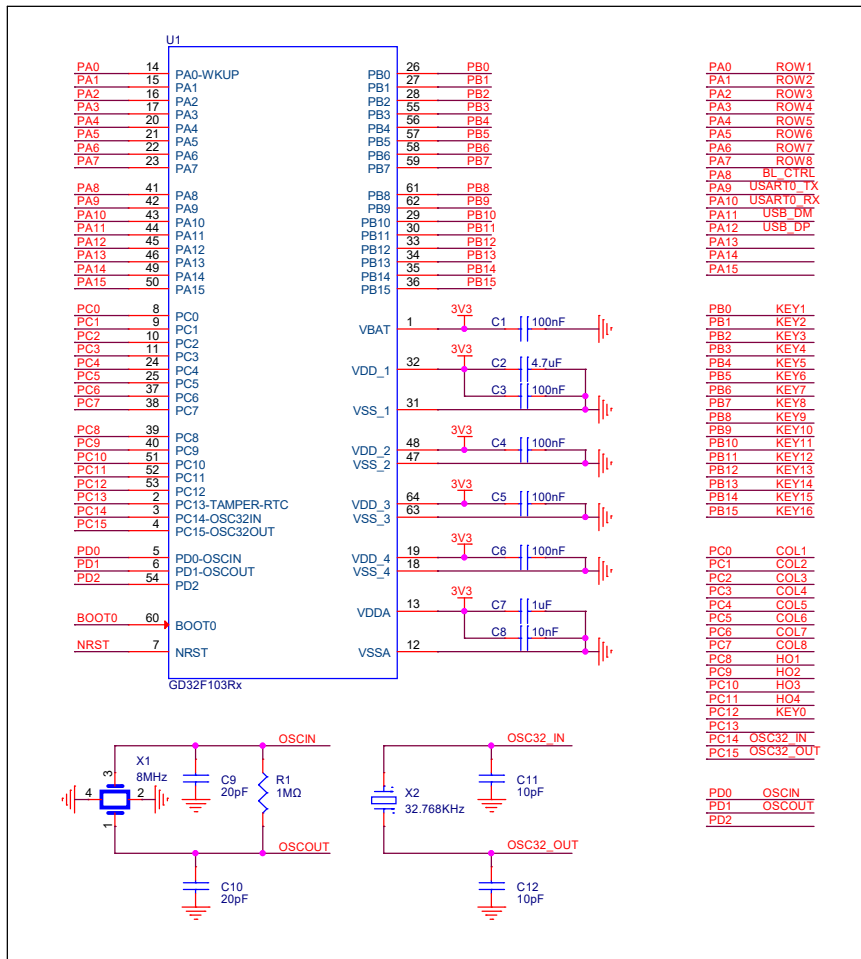 U1
PA0 14 PA0-WKUP 26 PB0 PB0
PA1 15 PA1 27 PB1 PB1
PA2 16 PA2 28 PB2 PB2
PA3 17 PA3 55 PB3 PB3
PA4 20 PA4 56 PB4 PB4
PA5 21 PA5 57 PB5 PB5
PA6 22 PA6 58 PB6 PB6
PA7 23 PA7 59 PB7 PB7
PA8 41 PA8 61 PB8 PB8
PA9 42 PA9 62 PB9 PB9
PA10 43 PA10 29 PB10 PB10
PA11 44 PA11 30 PB11 PB11
PA12 45 PA12 33 PB12 PB12
PA13 46 PA13 34 PB13 PB13
PA14 49 PA14 35 PB14 PB14
PA15 50 PA15 36 PB15 PB15
PC0 8 PC0
PC1 9 PC1
PC2 10 PC2
PC3 11 PC3
PC4 24 PC4
PC5 25 PC5
PC6 37 PC6
PC7 38 PC7
PC8 39 PC8
PC9 40 PC9
PC10 51 PC10
PC11 52 PC11
PC12 53 PC12
PC13 2 PC13-TAMPER-RTC
PC14 3 PC14-OSC32IN
PC15 4 PC15-OSC32OUT
PD0 5 PD0-OSCIN
PD1 6 PD1-OSCOUT
PD2 54 PD2
BOOT0 60 BOOT0
NRST 7 NRST
GD32F103Rx
3V3
VBAT 1 C1 100nF
3V3
VDD_1 32 C2 4.7uF
C3 100nF
VSS_1 31
3V3
VDD_2 48 C4 100nF
VSS_2 47
3V3
VDD_3 64 C5 100nF
VSS_3 63
3V3
VDD_4 19 C6 100nF
VSS_4 18
3V3
VDDA 13 C7 1uF
C8 10nF
VSSA 12
PA0 ROW1
PA1 ROW2
PA2 ROW3
PA3 ROW4
PA4 ROW5
PA5 ROW6
PA6 ROW7
PA7 ROW8
PA8 BL_CTRL
PA9 USART0_TX
PA10 USART0_RX
PA11 USB_DM
PA12 USB_DP
PA13
PA14
PA15
PB0 KEY1
PB1 KEY2
PB2 KEY3
PB3 KEY4
PB4 KEY5
PB5 KEY6
PB6 KEY7
PB7 KEY8
PB8 KEY9
PB9 KEY10
PB10 KEY11
PB11 KEY12
PB12 KEY13
PB13 KEY14
PB14 KEY15
PB15 KEY16
PC0 COL1
PC1 COL2
PC2 COL3
PC3 COL4
PC4 COL5
PC5 COL6
PC6 COL7
PC7 COL8
PC8 HO1
PC9 HO2
PC10 HO3
PC11 HO4
PC12 KEY0
PC13
PC14 OSC32_IN
PC15 OSC32_OUT
PD0 OSCIN
PD1 OSCOUT
PD2
OSCIN
X1
8MHz
3
4 2
1
C9
20pF
R1
1MΩ
OSCOUT
C10
20pF
OSC32_IN
X2
32.768KHz
C11
10pF
OSC32_OUT
C12
10pF